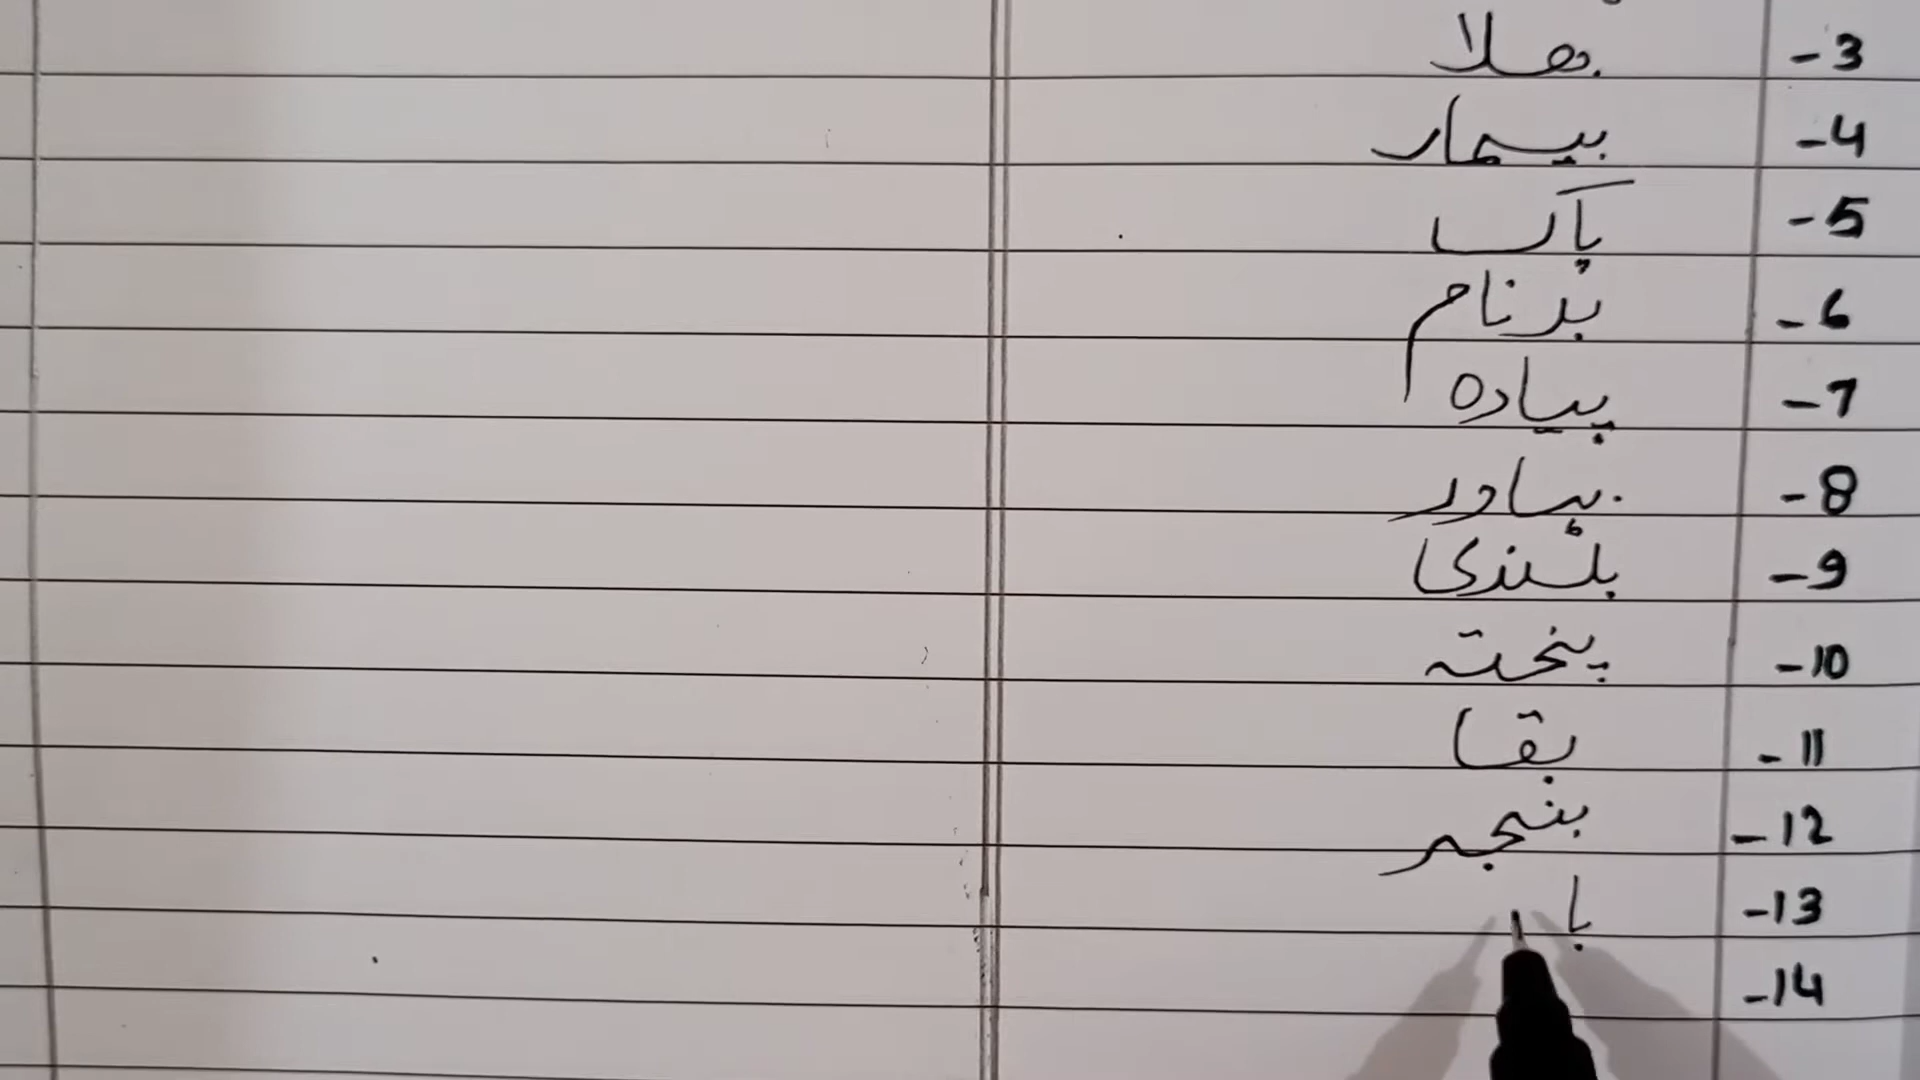 3- بھلا
4- بیمار
5- پاک
6- بدنام
7- پیادہ
8- بہادر
9- بلندی
10- پختہ
11- بقا
12- بنجر
13- با
14-